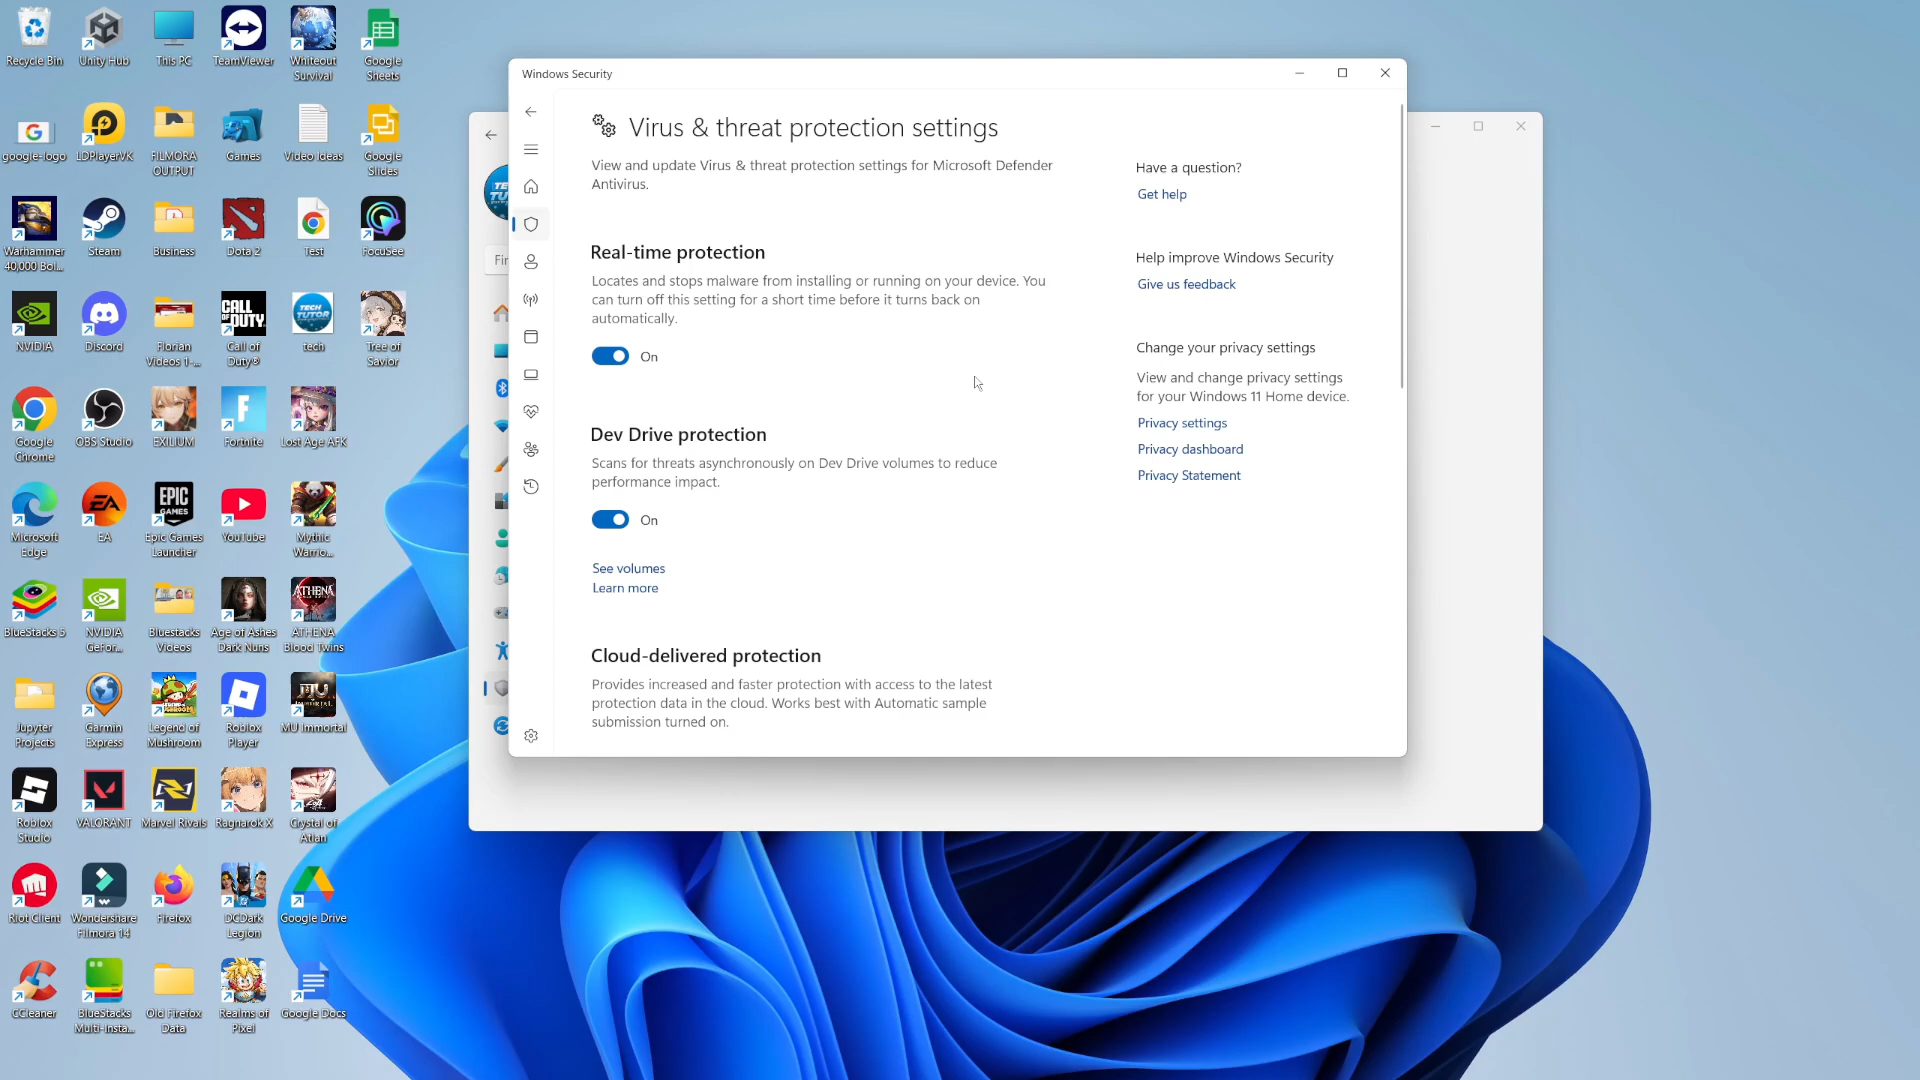 Recycle Bin
Unity Hub
This PC
TeamViewer
Whiteout
Survival
Google
Sheets
google-logo
LDPlayerVK
FILMORA
OUTPUT
Games
Video Ideas
Google
Slides
Warhammer
40,000 Bol...
Steam
Business
Dota 2
Test
FocuSee
NVIDIA
Discord
Florian
Videos 1-...
CALL
OF DUTY
Call of
Duty®
TECH
TUTOR
tech
Tree of
Savior
Google
Chrome
OBS Studio
EXILIUM
Fortnite
Lost Age AFK
Microsoft
Edge
EA
EPIC
GAMES
Epic Games
Launcher
YouTube
Mythic
Warrio...
BlueStacks 5
NVIDIA
GeFor...
Bluestacks
Videos
Age of Ashes
Dark Nuns
ATHENA
ATHENA
Blood Twins
Jupyter
Projects
Garmin
Express
Legend of
Mushroom
Roblox
Player
MU Immortal
Roblox
Studio
VALORANT
Marvel Rivals
Ragnarok X
Crystal of
Atlan
Riot Client
Wondershare
Filmora 14
Firefox
DCDark
Legion
Google Drive
CCleaner
BlueStacks
Multi-Insta...
Old Firefox
Data
Realms of
Pixel
Google Docs
Windows Security
Virus & threat protection settings
View and update Virus & threat protection settings for Microsoft Defender
Antivirus.
Real-time protection
Locates and stops malware from installing or running on your device. You
can turn off this setting for a short time before it turns back on
automatically.
On
Dev Drive protection
Scans for threats asynchronously on Dev Drive volumes to reduce
performance impact.
On
See volumes
Learn more
Cloud-delivered protection
Provides increased and faster protection with access to the latest
protection data in the cloud. Works best with Automatic sample
submission turned on.
Have a question?
Get help
Help improve Windows Security
Give us feedback
Change your privacy settings
View and change privacy settings
for your Windows 11 Home device.
Privacy settings
Privacy dashboard
Privacy Statement